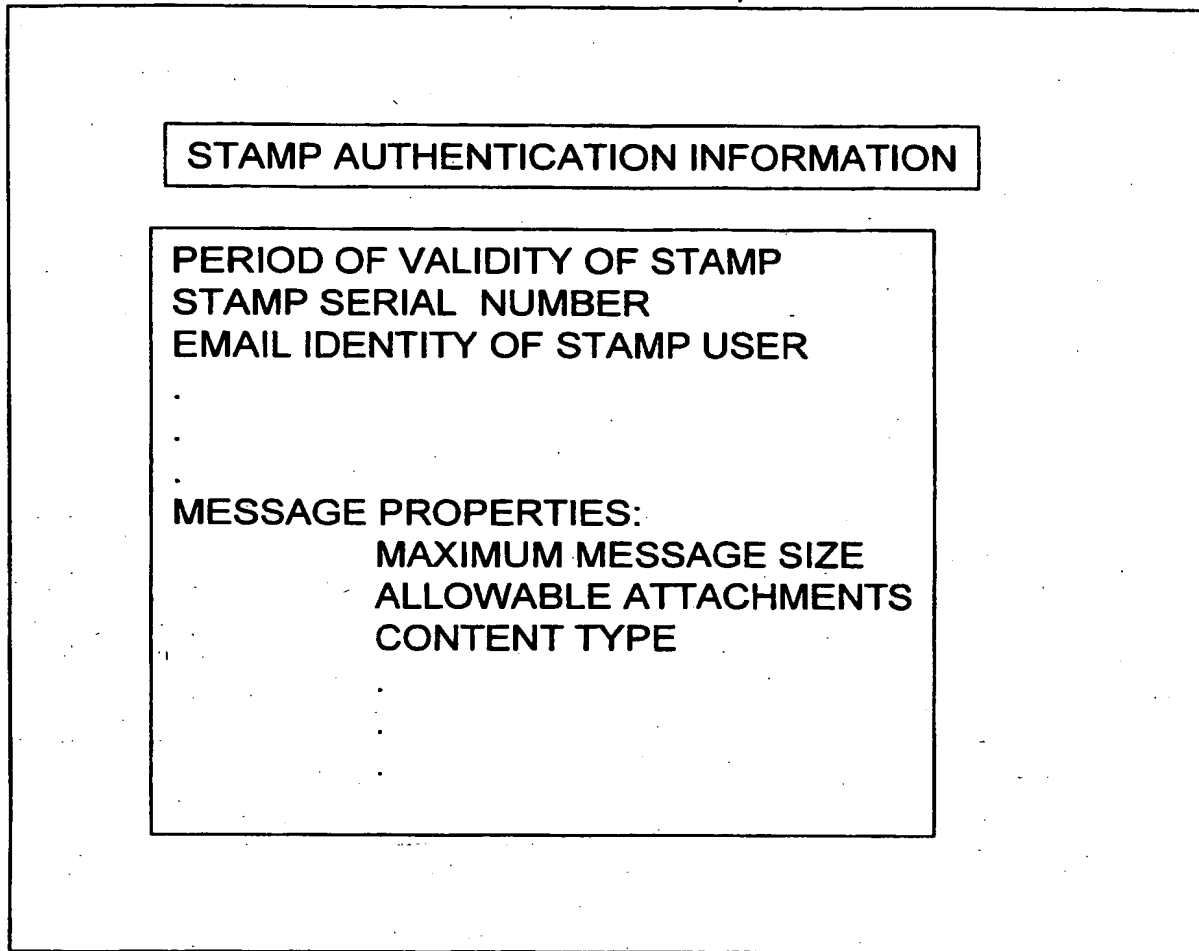 STAMP AUTHENTICATION INFORMATION
PERIOD OF VALIDITY OF STAMP
STAMP SERIAL NUMBER
EMAIL IDENTITY OF STAMP USER
.
.
.
MESSAGE PROPERTIES:
MAXIMUM MESSAGE SIZE
ALLOWABLE ATTACHMENTS
CONTENT TYPE
.
.
.